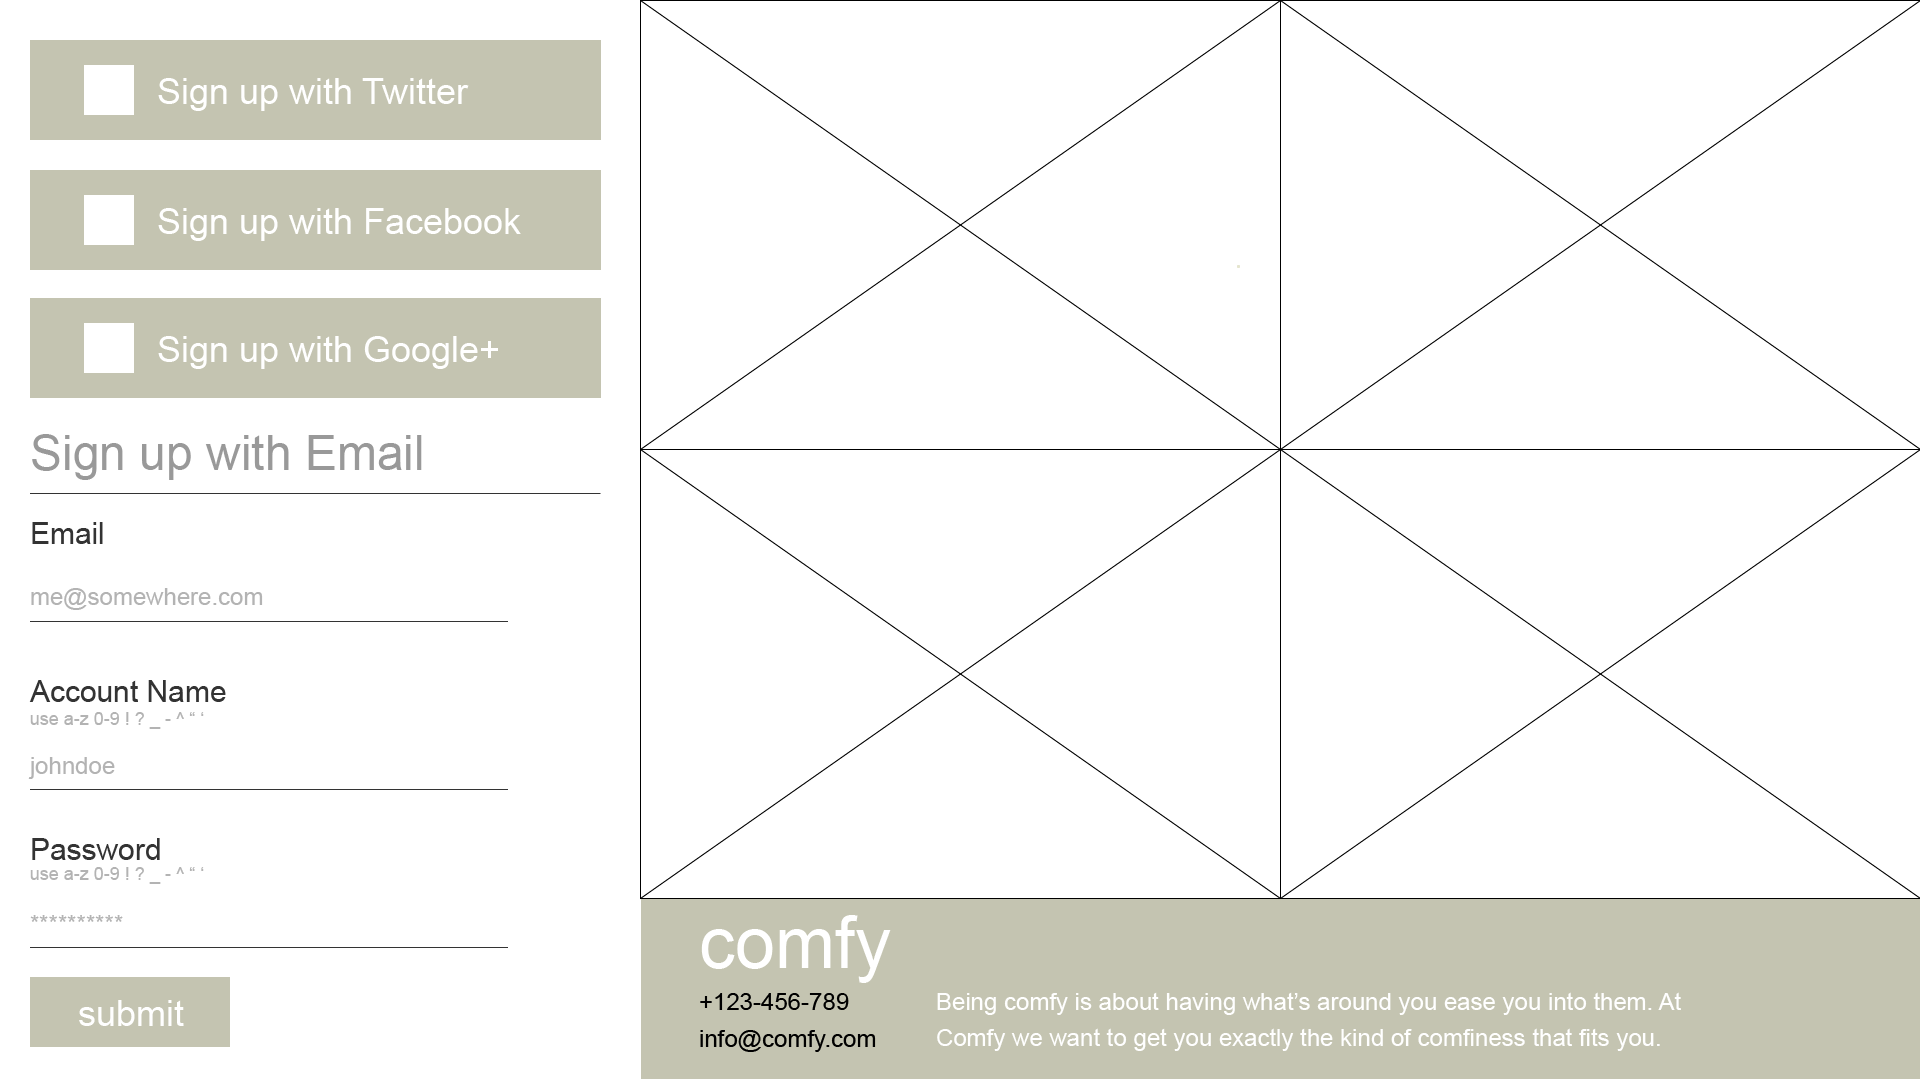 Sign up with Twitter
Sign up with Facebook
Sign up with Google+
Sign up with Email
Email
me@somewhere.com
Account Name
use a-z 0-9 ! ? _ - ^ “ ‘
johndoe
Password
use a-z 0-9 ! ? _ - ^ “ ‘
**********
submit
comfy
+123-456-789
info@comfy.com
Being comfy is about having what’s around you ease you into them. At
Comfy we want to get you exactly the kind of comfiness that fits you.